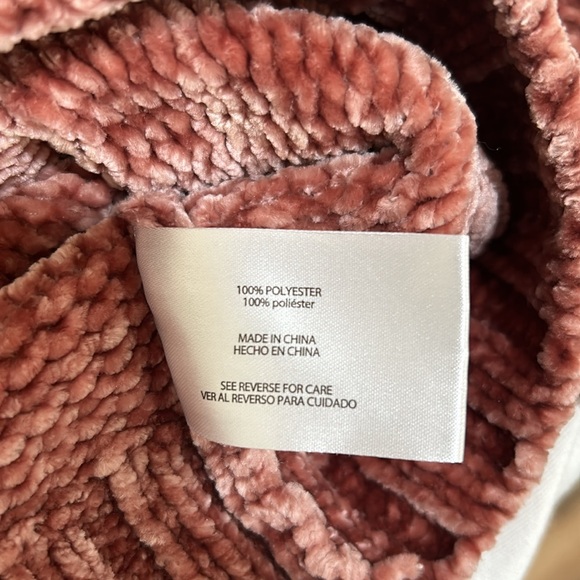 100% POLYESTER
100% poliéster
MADE IN CHINA
HECHO EN CHINA
SEE REVERSE FOR CARE
VER AL REVERSO PARA CUIDADO